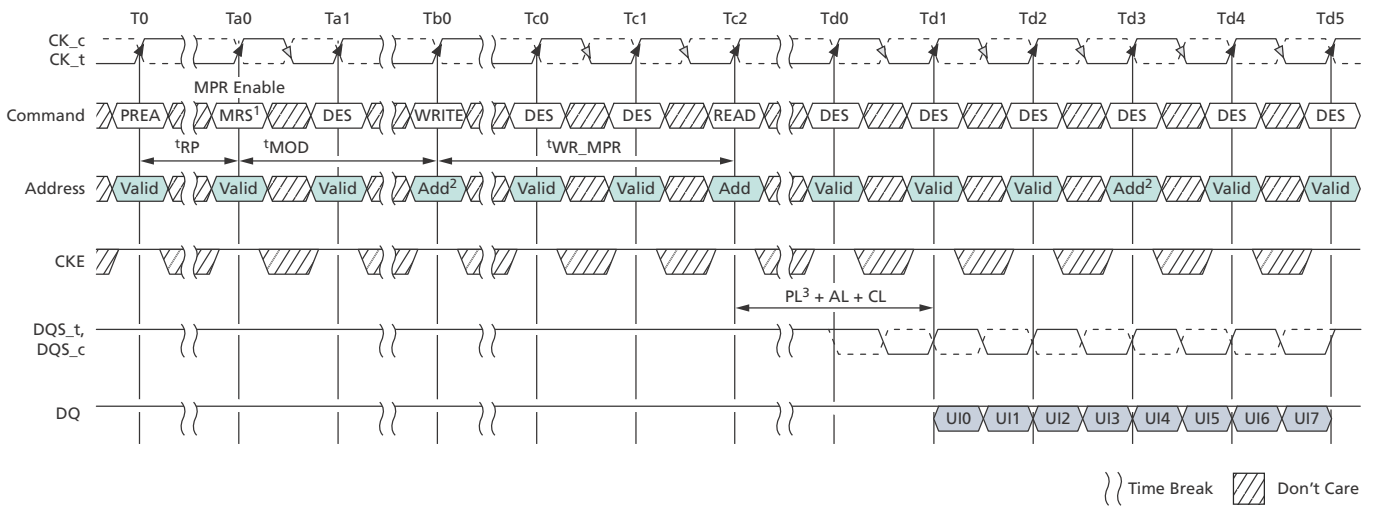 T0 Ta0 Ta1 Tb0 Tc0 Tc1 Tc2 Td0 Td1 Td2 Td3 Td4 Td5
CK_c
CK_t
MPR Enable
Command PREA MRS1 DES WRITE DES DES READ DES DES DES DES DES DES
tRP tMOD tWR_MPR
Address Valid Valid Valid Add2 Valid Valid Add Valid Valid Valid Add2 Valid Valid
CKE
PL3 + AL + CL
DQS_t,
DQS_c
DQ UI0 UI1 UI2 UI3 UI4 UI5 UI6 UI7
Time Break Don't Care